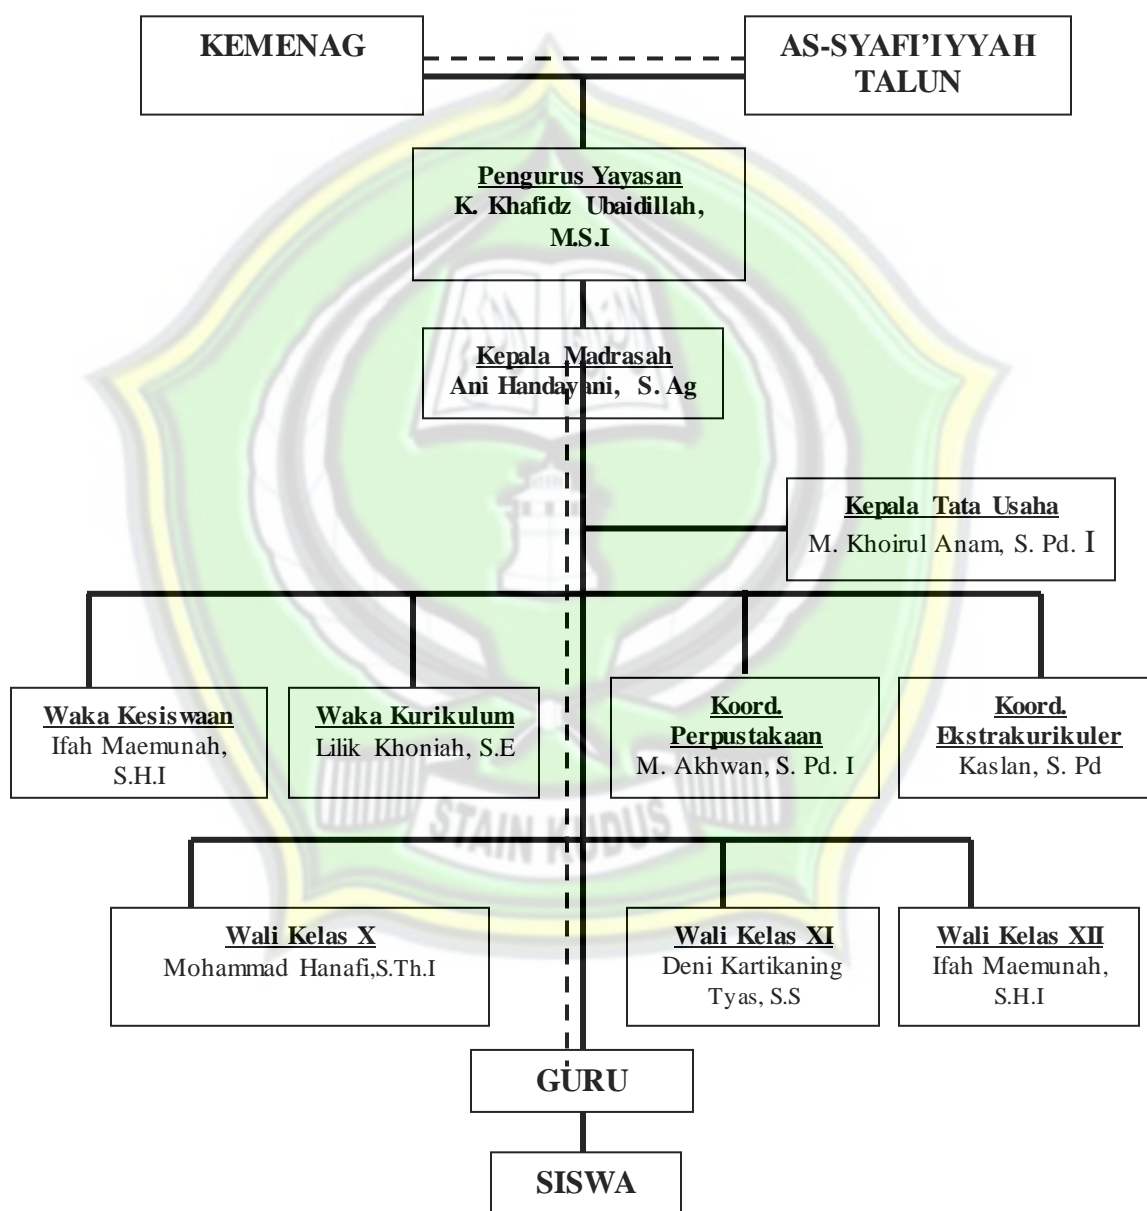 KEMENAG
AS-SYAFI'IYYAH
TALUN
Pengurus Yayasan
K. Khafidz Ubaidillah,
M.S.I
Kepala Madrasah
Ani Handayani, S. Ag
Kepala Tata Usaha
M. Khoirul Anam, S. Pd. I
Waka Kesiswaan
Ifah Maemunah,
S.H.I
Waka Kurikulum
Lilik Khoniah, S.E
Koord.
Perpustakaan
M. Akhwan, S. Pd. I
Koord.
Ekstrakurikuler
Kaslan, S. Pd
STAIN KUDUS
Wali Kelas X
Mohammad Hanafi,S.Th.I
Wali Kelas XI
Deni Kartikaning
Tyas, S.S
Wali Kelas XII
Ifah Maemunah,
S.H.I
GURU
SISWA